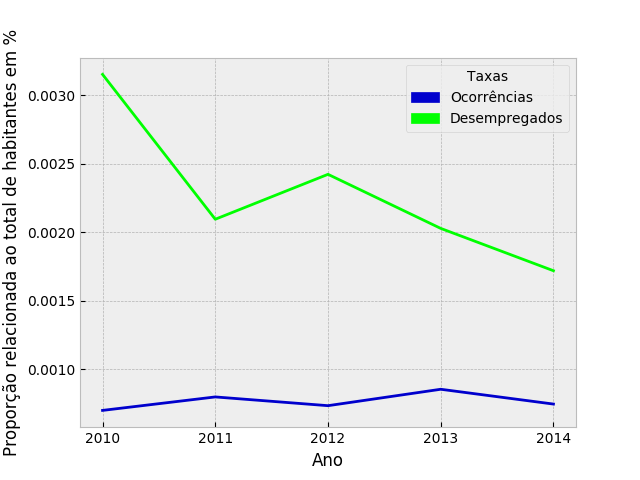 Proporção relacionada ao total de habitantes em %
Taxas
Ocorrências
Desempregados
0.0030
0.0025
0.0020
0.0015
0.0010
2010 2011 2012 2013 2014
Ano